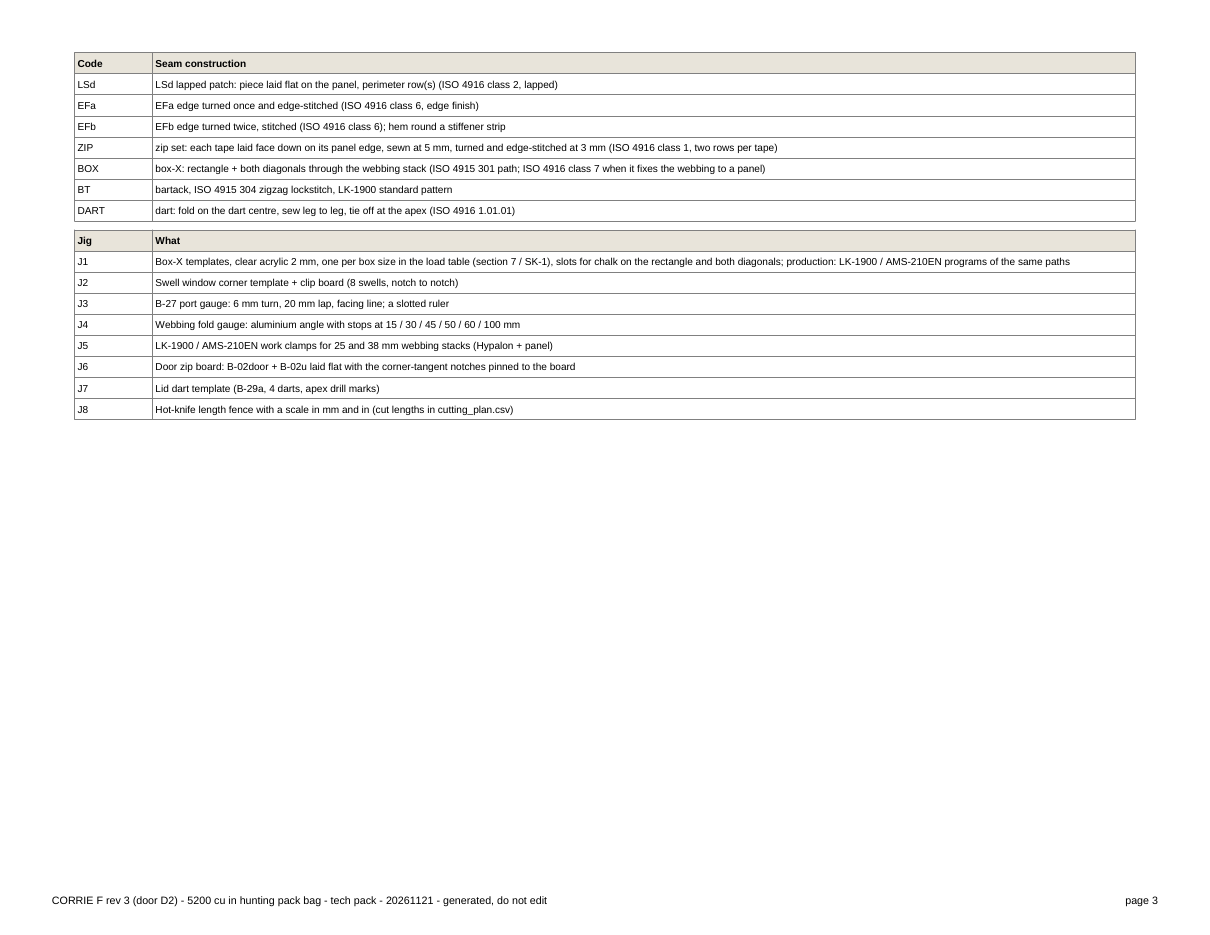 Code Seam construction
LSd LSd lapped patch: piece laid flat on the panel, perimeter row(s) (ISO 4916 class 2, lapped)
EFa EFa edge turned once and edge-stitched (ISO 4916 class 6, edge finish)
EFb EFb edge turned twice, stitched (ISO 4916 class 6); hem round a stiffener strip
ZIP zip set: each tape laid face down on its panel edge, sewn at 5 mm, turned and edge-stitched at 3 mm (ISO 4916 class 1, two rows per tape)
BOX box-X: rectangle + both diagonals through the webbing stack (ISO 4915 301 path; ISO 4916 class 7 when it fixes the webbing to a panel)
BT bartack, ISO 4915 304 zigzag lockstitch, LK-1900 standard pattern
DART dart: fold on the dart centre, sew leg to leg, tie off at the apex (ISO 4916 1.01.01)
Jig What
J1 Box-X templates, clear acrylic 2 mm, one per box size in the load table (section 7 / SK-1), slots for chalk on the rectangle and both diagonals; production: LK-1900 / AMS-210EN programs of the same paths
J2 Swell window corner template + clip board (8 swells, notch to notch)
J3 B-27 port gauge: 6 mm turn, 20 mm lap, facing line; a slotted ruler
J4 Webbing fold gauge: aluminium angle with stops at 15 / 30 / 45 / 50 / 60 / 100 mm
J5 LK-1900 / AMS-210EN work clamps for 25 and 38 mm webbing stacks (Hypalon + panel)
J6 Door zip board: B-02door + B-02u laid flat with the corner-tangent notches pinned to the board
J7 Lid dart template (B-29a, 4 darts, apex drill marks)
J8 Hot-knife length fence with a scale in mm and in (cut lengths in cutting_plan.csv)
CORRIE F rev 3 (door D2) - 5200 cu in hunting pack bag - tech pack - 20261121 - generated, do not edit page 3